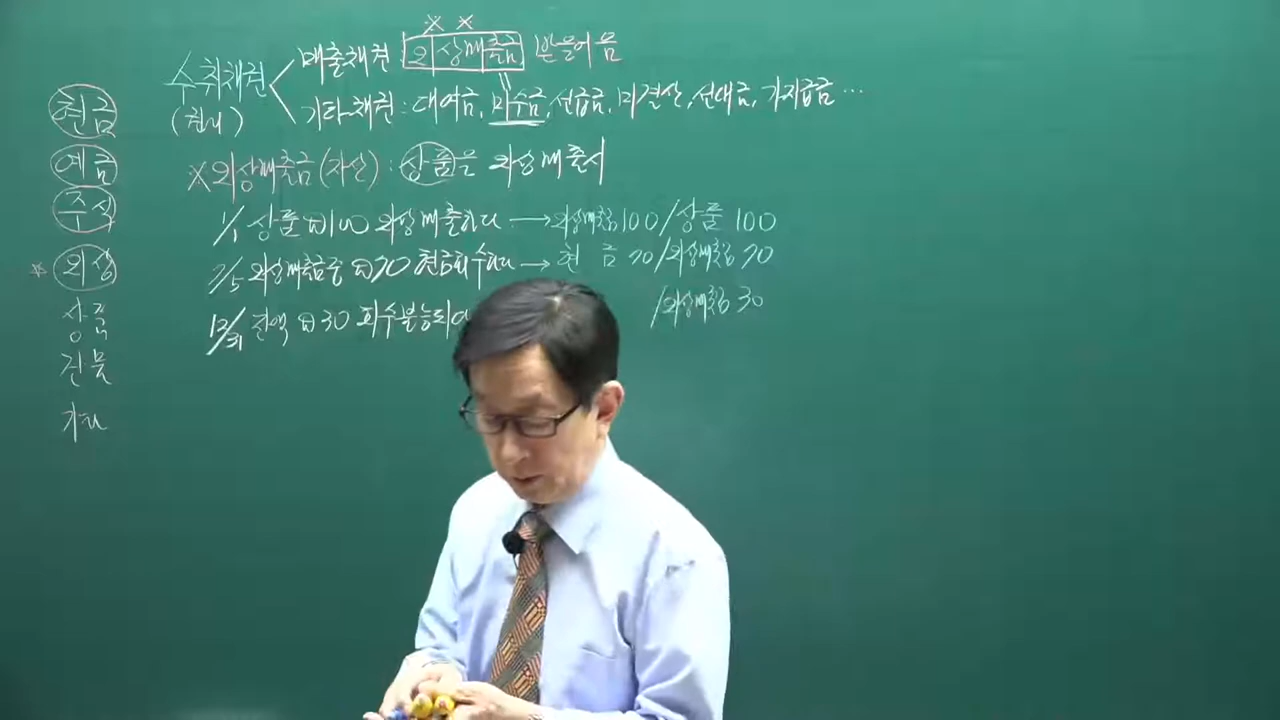 현금
예금
주식
※ 외상
상품
건물
기타
수취채권
(권리)
※ ※
매출채권 외상매출금 받을어음
기타채권 : 대여금, 미수금, 선급금, 미결산, 선대금, 가지급금 …
※외상매출금(자산) : 상품을 외상매출시
1/1 상품 ₩100 외상매출하다 → 외상매출금 100 / 상품 100
7/5 외상매출금중 ₩70 현금회수하다 → 현 금 70 / 외상매출금 70
12/31 잔액 ₩30 회수불능되어
/ 외상매출금 30